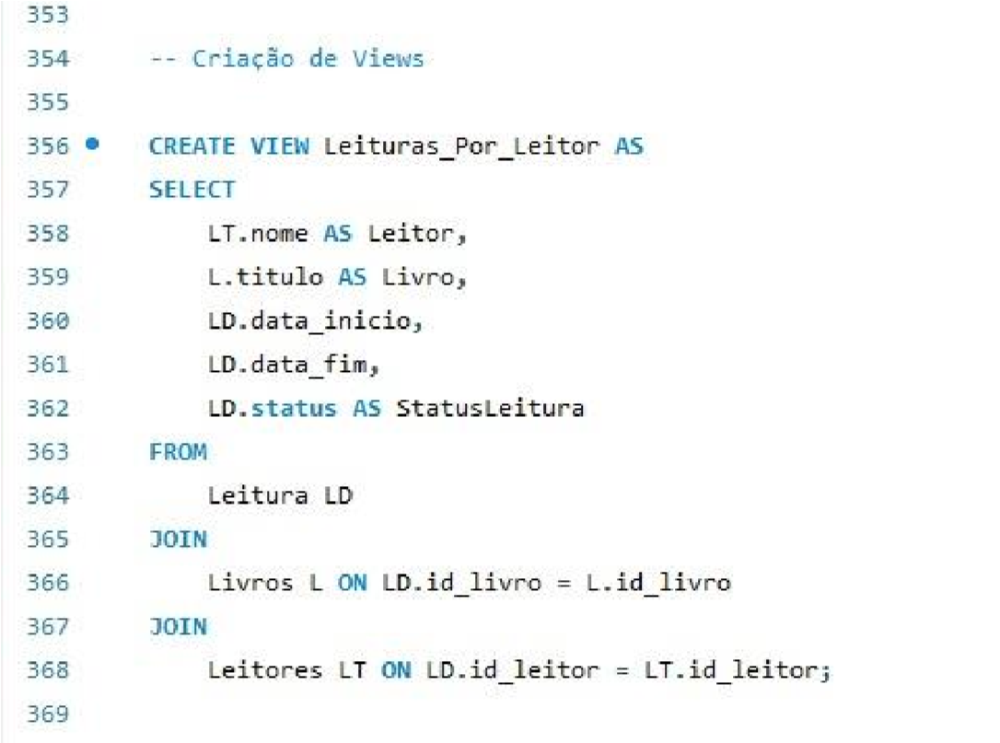 353
354 -- Criação de Views
355
356 CREATE VIEW Leituras_Por_Leitor AS
357 SELECT
358 LT.nome AS Leitor,
359 L.titulo AS Livro,
360 LD.data_inicio,
361 LD.data_fim,
362 LD.status AS StatusLeitura
363 FROM
364 Leitura LD
365 JOIN
366 Livros L ON LD.id_livro = L.id_livro
367 JOIN
368 Leitores LT ON LD.id_leitor = LT.id_leitor;
369